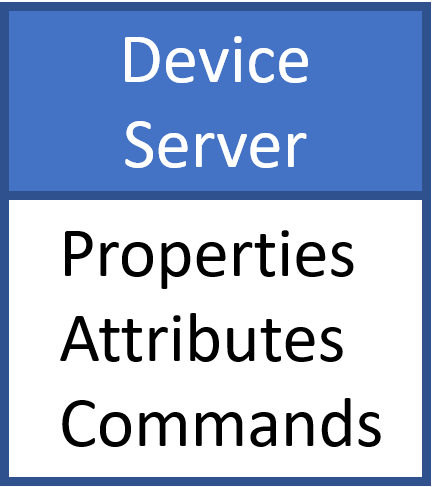 Device
Server
Properties
Attributes
Commands